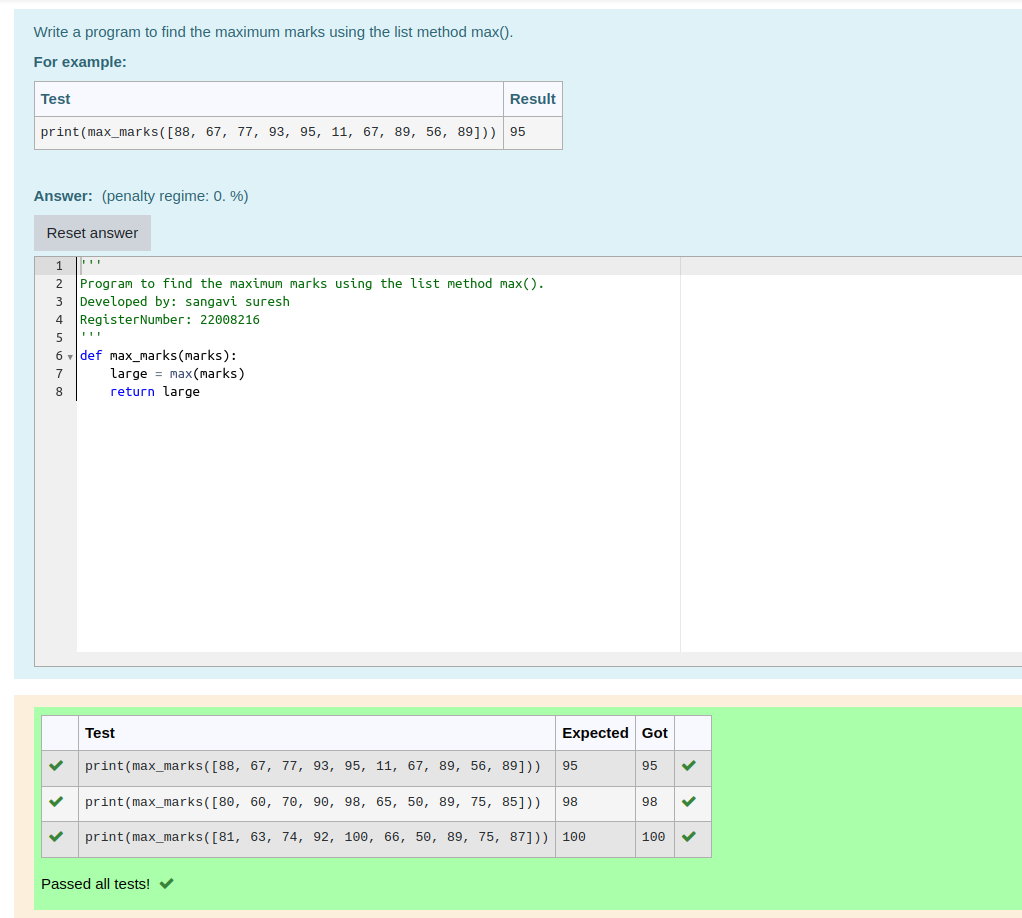 Write a program to find the maximum marks using the list method max().
For example:
Test Result
print(max_marks([88, 67, 77, 93, 95, 11, 67, 89, 56, 89])) 95
Answer: (penalty regime: 0. %)
Reset answer
1 '''
2 Program to find the maximum marks using the list method max().
3 Developed by: sangavi suresh
4 RegisterNumber: 22008216
5 '''
6 def max_marks(marks):
7     large = max(marks)
8     return large
Test Expected Got
print(max_marks([88, 67, 77, 93, 95, 11, 67, 89, 56, 89])) 95 95
print(max_marks([80, 60, 70, 90, 98, 65, 50, 89, 75, 85])) 98 98
print(max_marks([81, 63, 74, 92, 100, 66, 50, 89, 75, 87])) 100 100
Passed all tests!